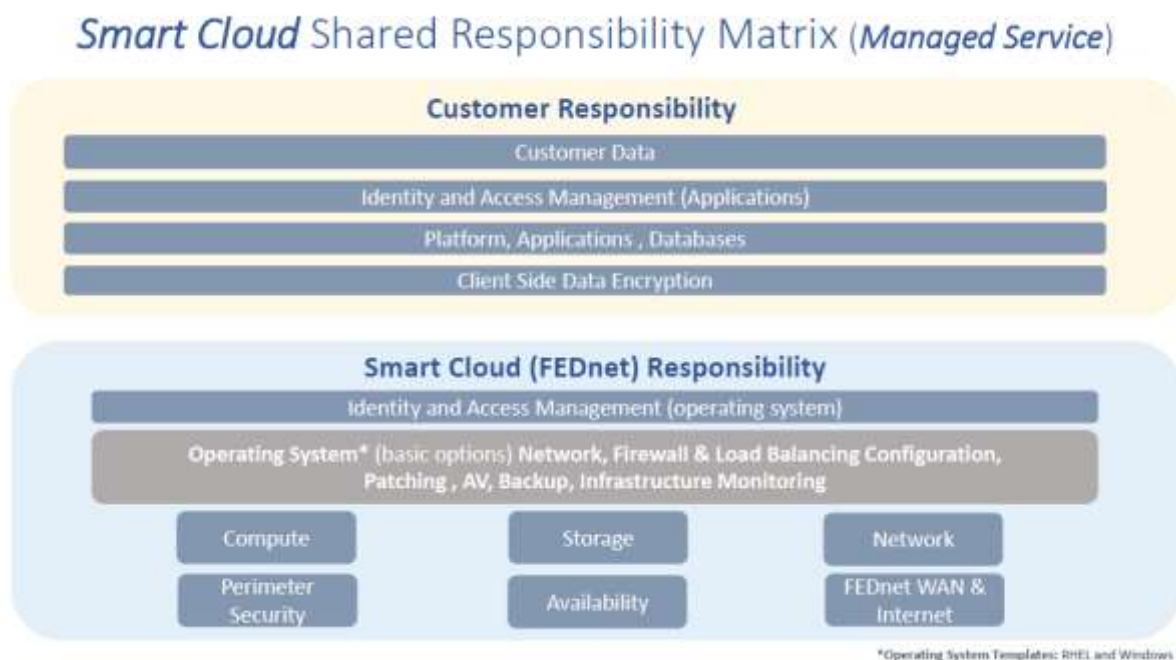 Smart Cloud Shared Responsibility Matrix (Managed Service)
Customer Responsibility
Customer Data
Identity and Access Management (Applications)
Platform, Applications , Databases
Client Side Data Encryption
Smart Cloud (FEDnet) Responsibility
Identity and Access Management (operating system)
Operating System* (basic options) Network, Firewall & Load Balancing Configuration,
Patching , AV, Backup, Infrastructure Monitoring
Compute
Storage
Network
Perimeter
Security
Availability
FEDnet WAN &
Internet
*Operating System Templates: RHEL and Windows